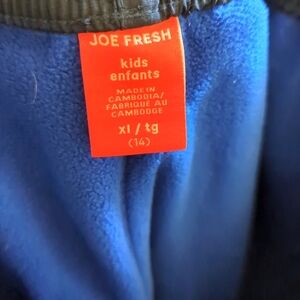 JOE FRESH
kids
enfants
MADE IN
CAMBODIA/
FABRIQUÉ AU
CAMBODGE
xl / tg
(14)